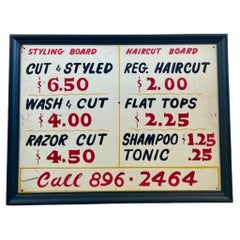 STYLING BOARD
CUT & STYLED
$6.50
WASH & CUT
$4.00
RAZOR CUT
$4.50
HAIRCUT BOARD
REG. HAIRCUT
$2.00
FLAT TOPS
$2.25
SHAMPOO $1.25
TONIC .25
Call 896·2464